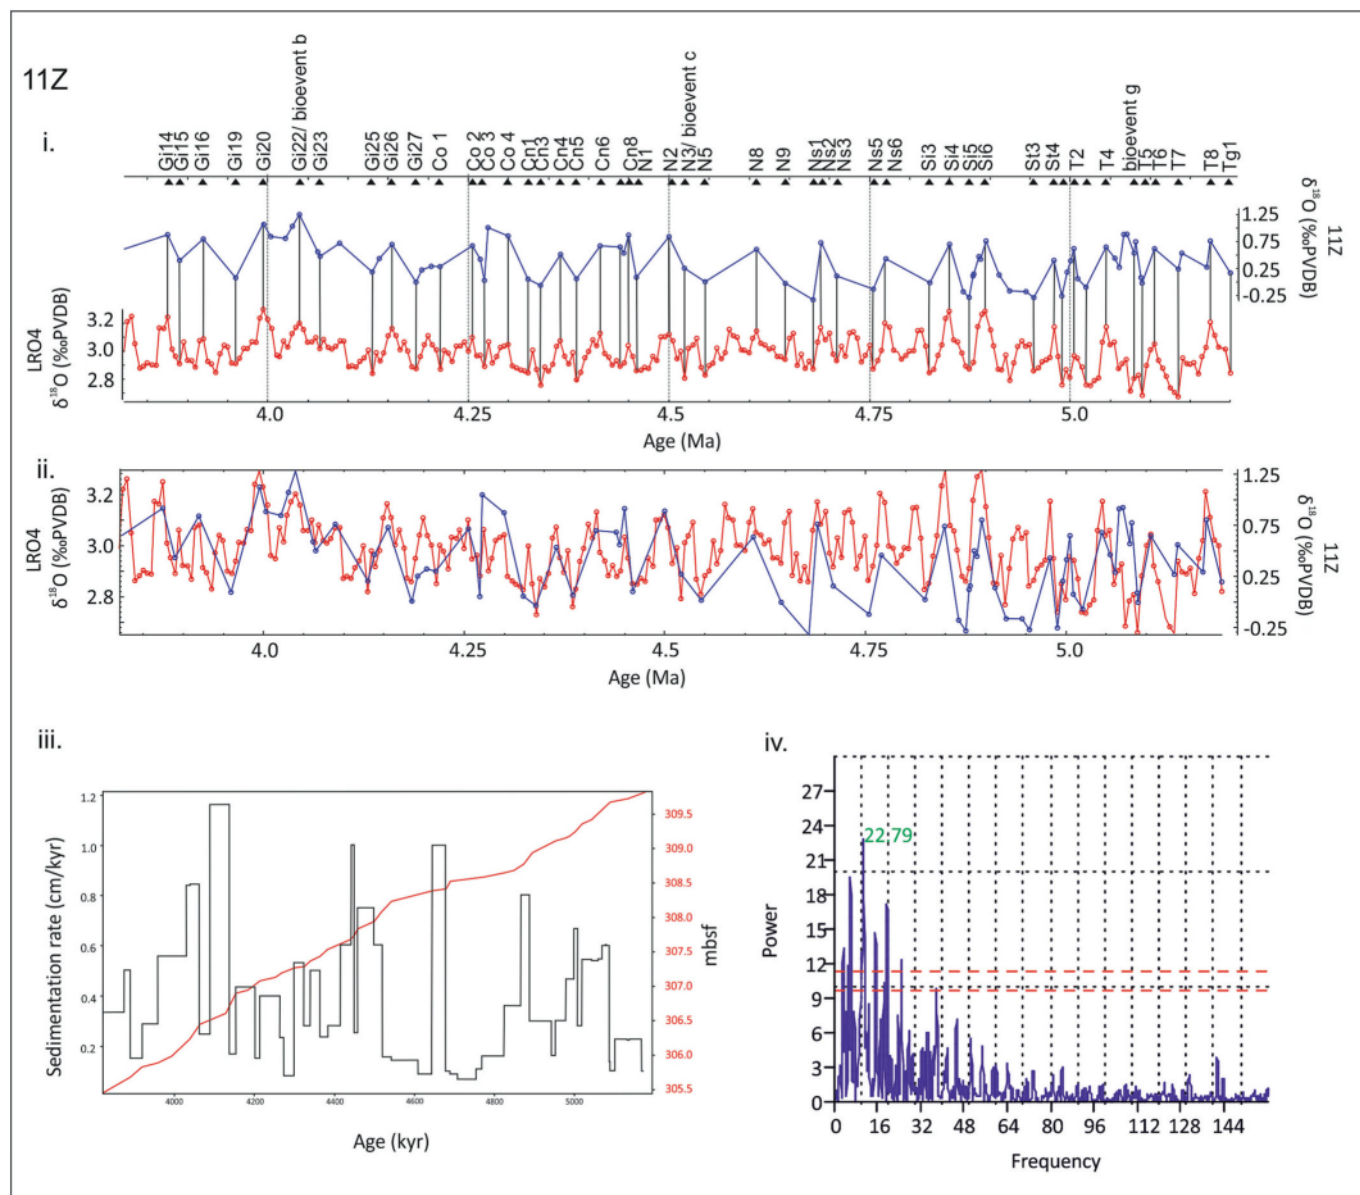 11Z
i.
Gi14 Gi15 Gi16 Gi19 Gi20 Gi22/ bioevent b Gi23 Gi25 Gi26 Gi27 Co 1 Co 2 Co 3 Co 4 Cn1 Cn3 Cn4 Cn5 Cn6 Cn8 N1 N2 N3/ bioevent c N5 N8 N9 Ns1 Ns2 Ns3 Ns5 Ns6 Si3 Si4 Si5 Si6 St3 St4 T2 T4 bioevent g T5 T6 T7 T8 Tg1
1.25
0.75
0.25
-0.25
δ¹⁸O (‰PVDB)
11Z
LRO4
δ¹⁸O (‰PVDB)
3.2
3.0
2.8
4.0 4.25 4.5 4.75 5.0
Age (Ma)
ii.
LRO4
δ¹⁸O (‰PVDB)
3.2
3.0
2.8
1.25
0.75
0.25
-0.25
δ¹⁸O (‰PVDB)
11Z
4.0 4.25 4.5 4.75 5.0
Age (Ma)
iii.
Sedimentation rate (cm/kyr)
1.2
1.0
0.8
0.6
0.4
0.2
309.5
309.0
308.5
308.0
307.5
307.0
306.5
306.0
305.5
mbsf
4000 4200 4400 4600 4800 5000
Age (kyr)
iv.
Power
27
24
21
18
15
12
9
6
3
0
22.79
0 16 32 48 64 80 96 112 128 144
Frequency